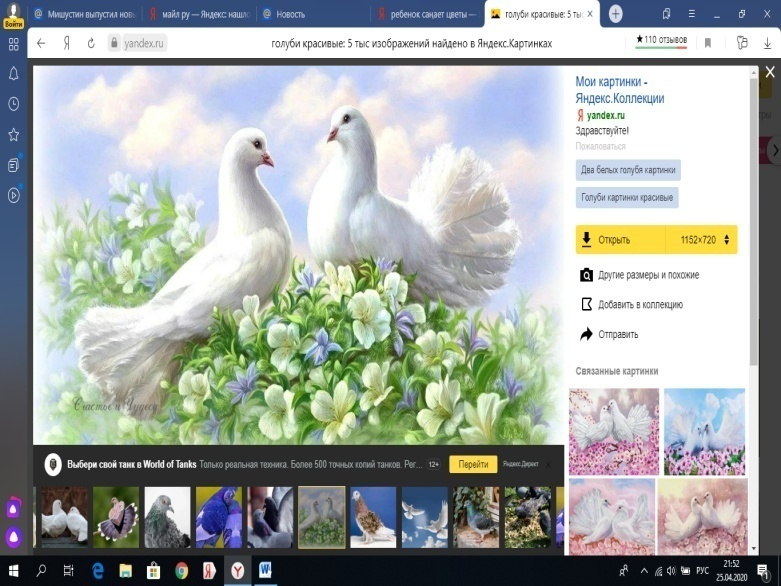 Войти
Мишустин выпустил нов
майл ру — Яндекс: нашло
Новость
ребенок сажает цветы —
голуби красивые: 5 ты
yandex.ru
голуби красивые: 5 тыс изображений найдено в Яндекс.Картинках
★ 110 отзывов
Мои картинки -
Яндекс.Коллекции
Я yandex.ru
Здравствуйте!
Пожаловаться
Два белых голубя картинки
Голуби картинки красивые
Открыть 1152×720
Другие размеры и похожие
Добавить в коллекцию
Отправить
Связанные картинки
Счастье и Чудеса
Выбери свой танк в World of Tanks Только реальная техника. Более 500 точных копий танков. Рег... 12+ Перейти Яндекс.Директ
РУС
21:52
25.04.2020